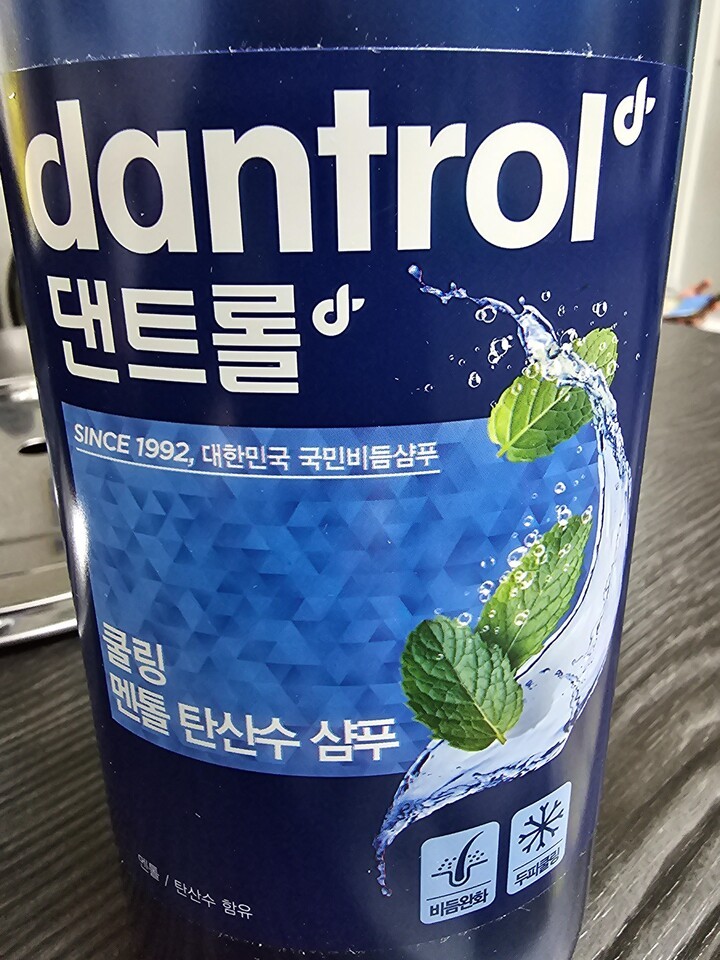 dantrol
댄트롤
SINCE 1992, 대한민국 국민비듬샴푸
쿨링
멘톨 탄산수 샴푸
멘톨 / 탄산수 함유
비듬완화
두피쿨링